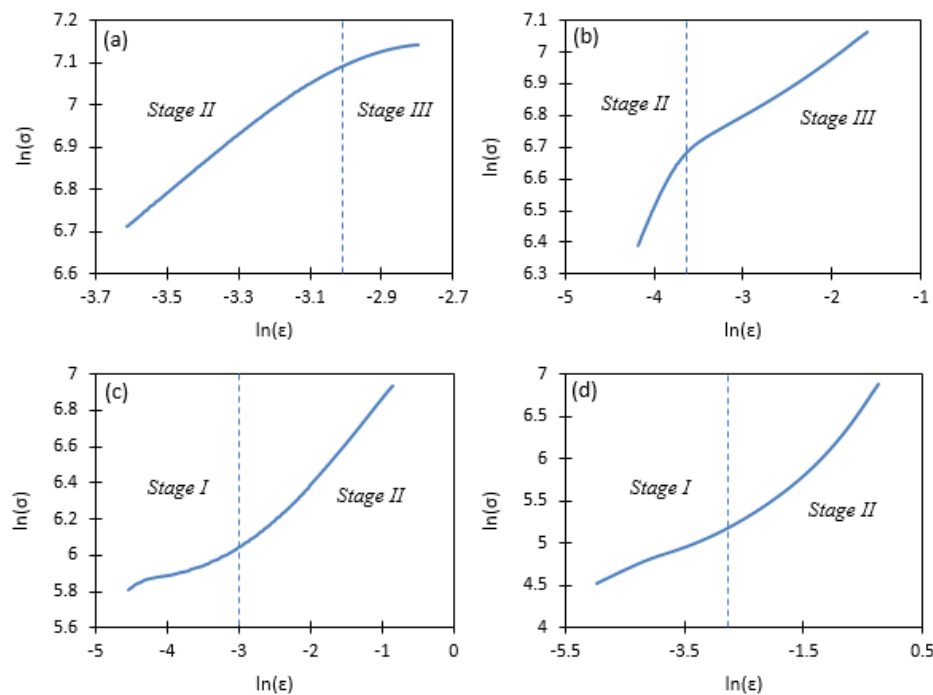 (a)
7.2
7.1
7
6.9
6.8
6.7
6.6
ln(σ)
Stage II
Stage III
-3.7 -3.5 -3.3 -3.1 -2.9 -2.7
ln(ε)
(b)
7.1
7
6.9
6.8
6.7
6.6
6.5
6.4
6.3
ln(σ)
Stage II
Stage III
-5 -4 -3 -2 -1
ln(ε)
(c)
7
6.8
6.6
6.4
6.2
6
5.8
5.6
ln(σ)
Stage I
Stage II
-5 -4 -3 -2 -1 0
ln(ε)
(d)
7
6.5
6
5.5
5
4.5
4
ln(σ)
Stage I
Stage II
-5.5 -3.5 -1.5 0.5
ln(ε)